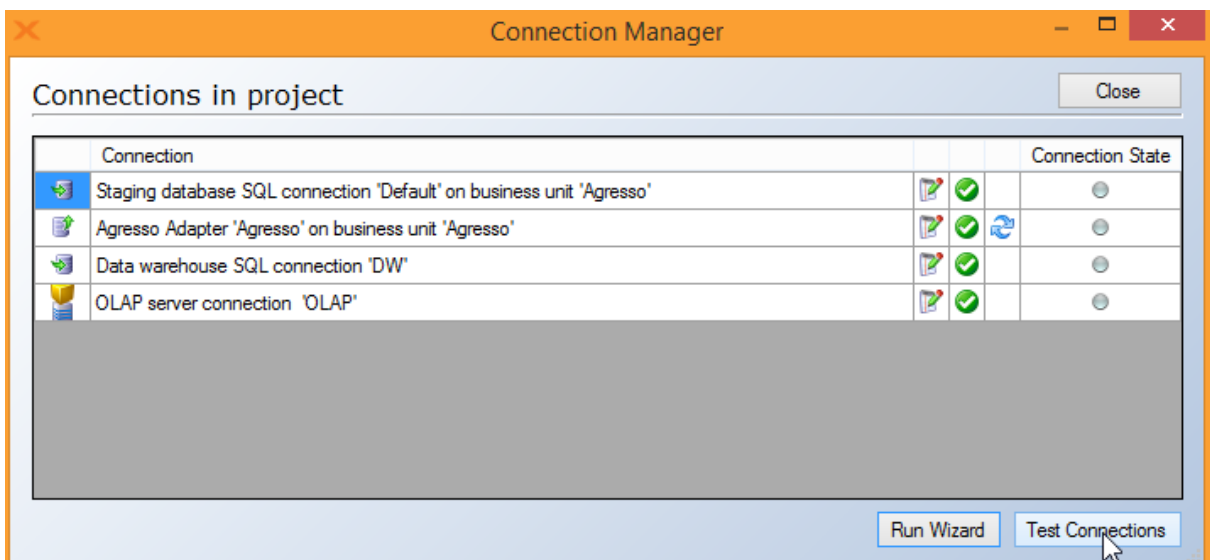 Connection Manager
Connections in project
Close
Connection Connection State
Staging database SQL connection 'Default' on business unit 'Agresso'
Agresso Adapter 'Agresso' on business unit 'Agresso'
Data warehouse SQL connection 'DW'
OLAP server connection 'OLAP'
Run Wizard Test Connections